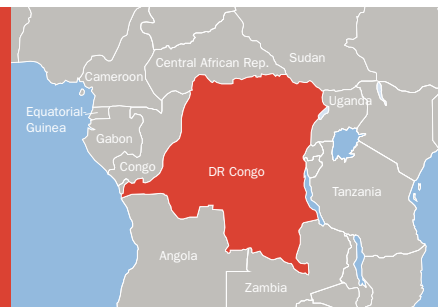 Central African Rep.
Sudan
Cameroon
Equatorial
Guinea
Uganda
Gabon
Congo
DR Congo
Tanzania
Angola
Zambia